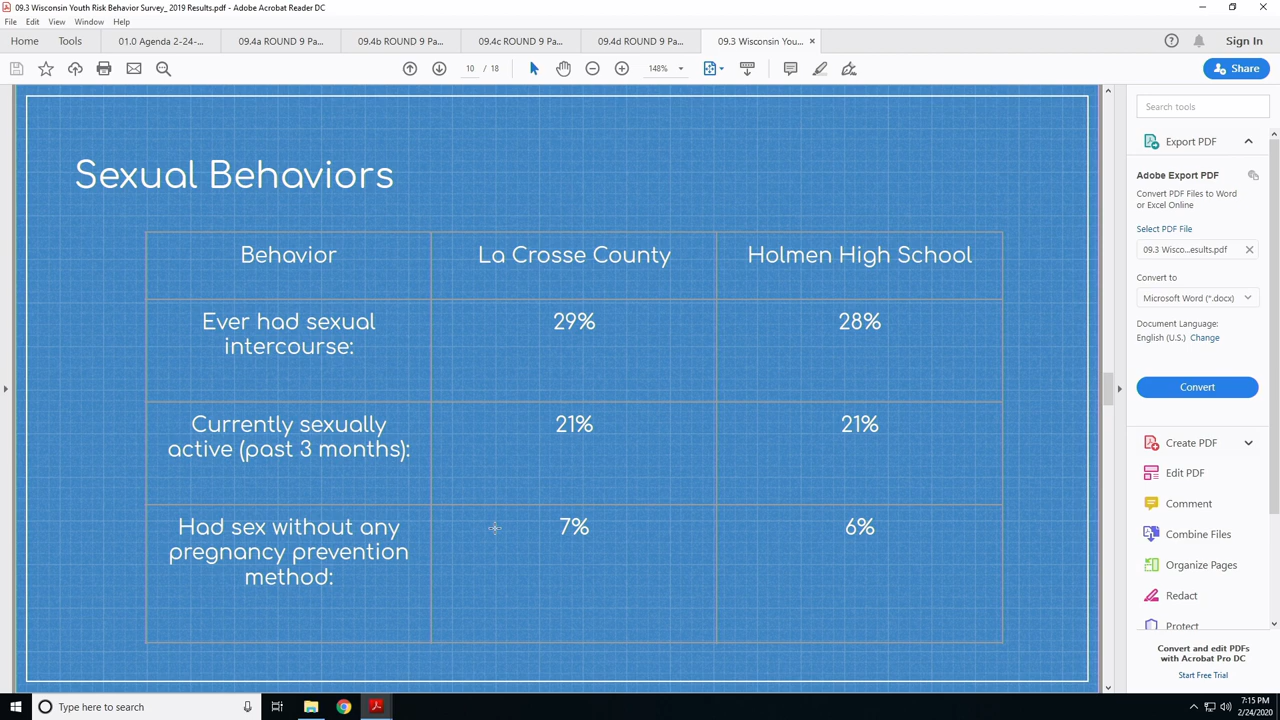 09.3 Wisconsin Youth Risk Behavior Survey_ 2019 Results.pdf - Adobe Acrobat Reader DC
File Edit View Window Help
Home Tools 01.0 Agenda 2-24-... 09.4a ROUND 9 Pa... 09.4b ROUND 9 Pa... 09.4c ROUND 9 Pa... 09.4d ROUND 9 Pa... 09.3 Wisconsin You... Sign In
10 / 18 148% Share
Sexual Behaviors
Behavior La Crosse County Holmen High School
Ever had sexual
intercourse: 29% 28%
Currently sexually
active (past 3 months): 21% 21%
Had sex without any
pregnancy prevention
method: 7% 6%
Search tools
Export PDF
Adobe Export PDF
Convert PDF Files to Word
or Excel Online
Select PDF File
09.3 Wisco...esults.pdf
Convert to
Microsoft Word (*.docx)
Document Language:
English (U.S.) Change
Convert
Create PDF
Edit PDF
Comment
Combine Files
Organize Pages
Redact
Protect
Convert and edit PDFs
with Acrobat Pro DC
Start Free Trial
Type here to search
7:15 PM
2/24/2020